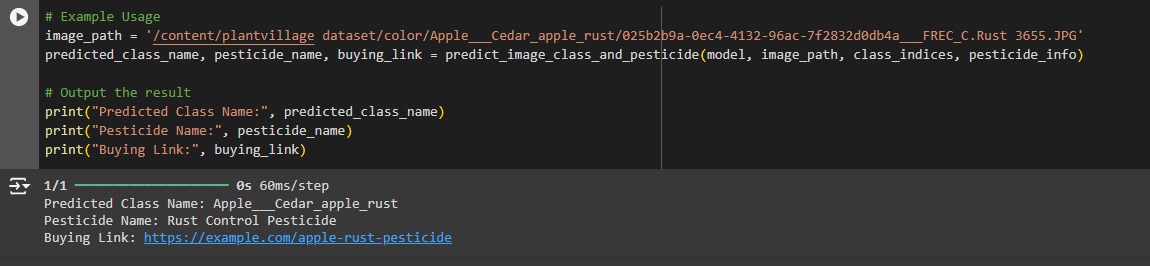 # Example Usage
image_path = '/content/plantvillage dataset/color/Apple___Cedar_apple_rust/025b2b9a-0ec4-4132-96ac-7f2832d0db4a___FREC_C.Rust 3655.JPG'
predicted_class_name, pesticide_name, buying_link = predict_image_class_and_pesticide(model, image_path, class_indices, pesticide_info)
# Output the result
print("Predicted Class Name:", predicted_class_name)
print("Pesticide Name:", pesticide_name)
print("Buying Link:", buying_link)
1/1 ━━━━━━━━━━━━━━━━━━━━ 0s 60ms/step
Predicted Class Name: Apple___Cedar_apple_rust
Pesticide Name: Rust Control Pesticide
Buying Link: https://example.com/apple-rust-pesticide